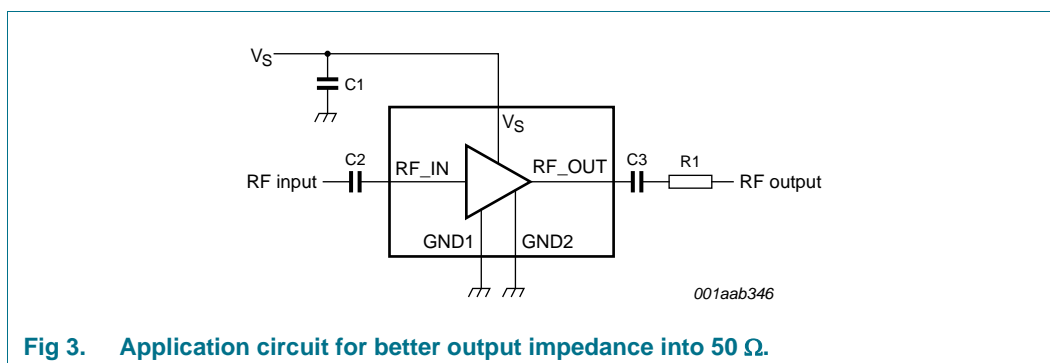 VS
C1
VS
C2
RF_IN
RF_OUT
C3
R1
RF input
RF output
GND1
GND2
001aab346
Fig 3. Application circuit for better output impedance into 50 Ω.